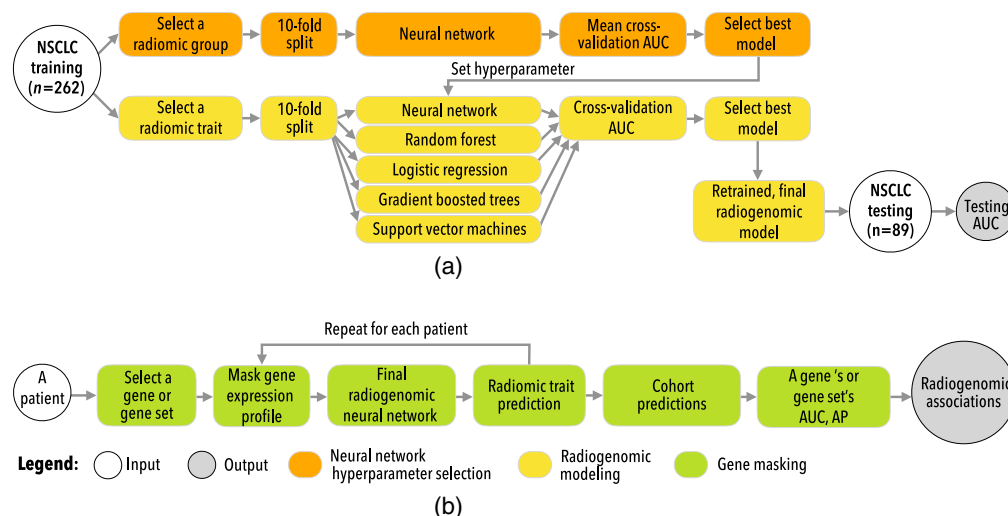 NSCLC
training
(n=262)
Select a
radiomic group
10-fold
split
Neural network
Mean cross-
validation AUC
Select best
model
Set hyperparameter
Select a
radiomic trait
10-fold
split
Neural network
Random forest
Logistic regression
Gradient boosted trees
Support vector machines
Cross-validation
AUC
Select best
model
Retrained, final
radiogenomic
model
NSCLC
testing
(n=89)
Testing
AUC
(a)
Repeat for each patient
A
patient
Select a
gene or
gene set
Mask gene
expression
profile
Final
radiogenomic
neural network
Radiomic trait
prediction
Cohort
predictions
A gene 's or
gene set's
AUC, AP
Radiogenomic
associations
Legend:
Input
Output
Neural network
hyperparameter selection
Radiogenomic
modeling
Gene masking
(b)